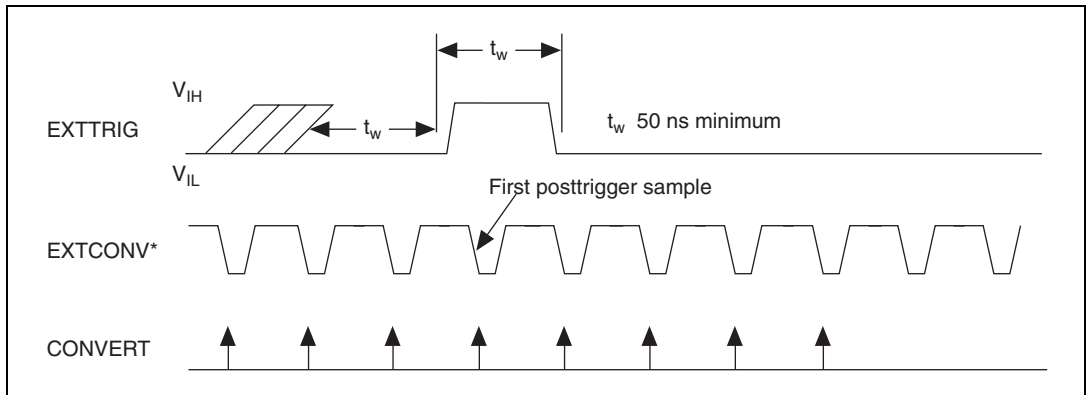 t_w
V_IH
EXTTRIG
t_w
t_w 50 ns minimum
V_IL
First posttrigger sample
EXTCONV*
CONVERT